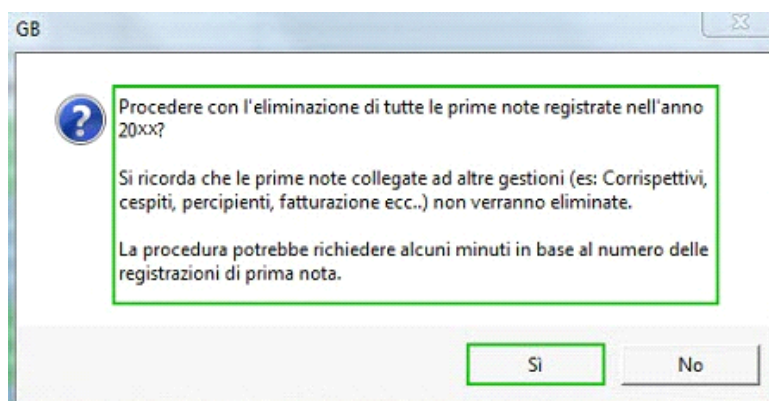 GB
Procedere con l'eliminazione di tutte le prime note registrate nell'anno
20xx?
Si ricorda che le prime note collegate ad altre gestioni (es: Corrispettivi,
cespiti, percipienti, fatturazione ecc..) non verranno eliminate.
La procedura potrebbe richiedere alcuni minuti in base al numero delle
registrazioni di prima nota.
Sì
No